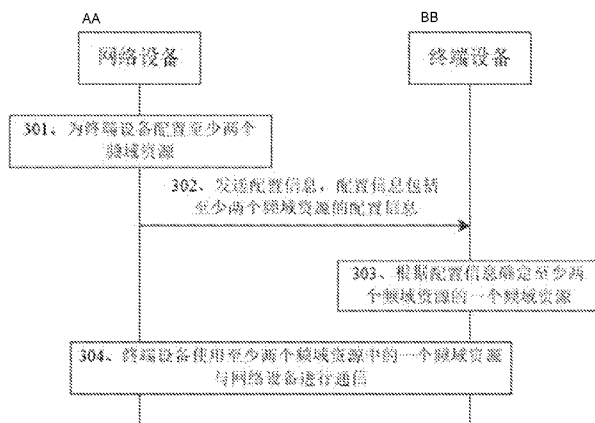 AA
BB
网络设备
终端设备
301、为终端设备配置至少两个
频域资源
302、发送配置信息，配置信息包括
至少两个频域资源的配置信息
303、根据配置信息确定至少两
个频域资源的一个频域资源
304、终端设备使用至少两个频域资源中的一个频域资源
与网络设备进行通信